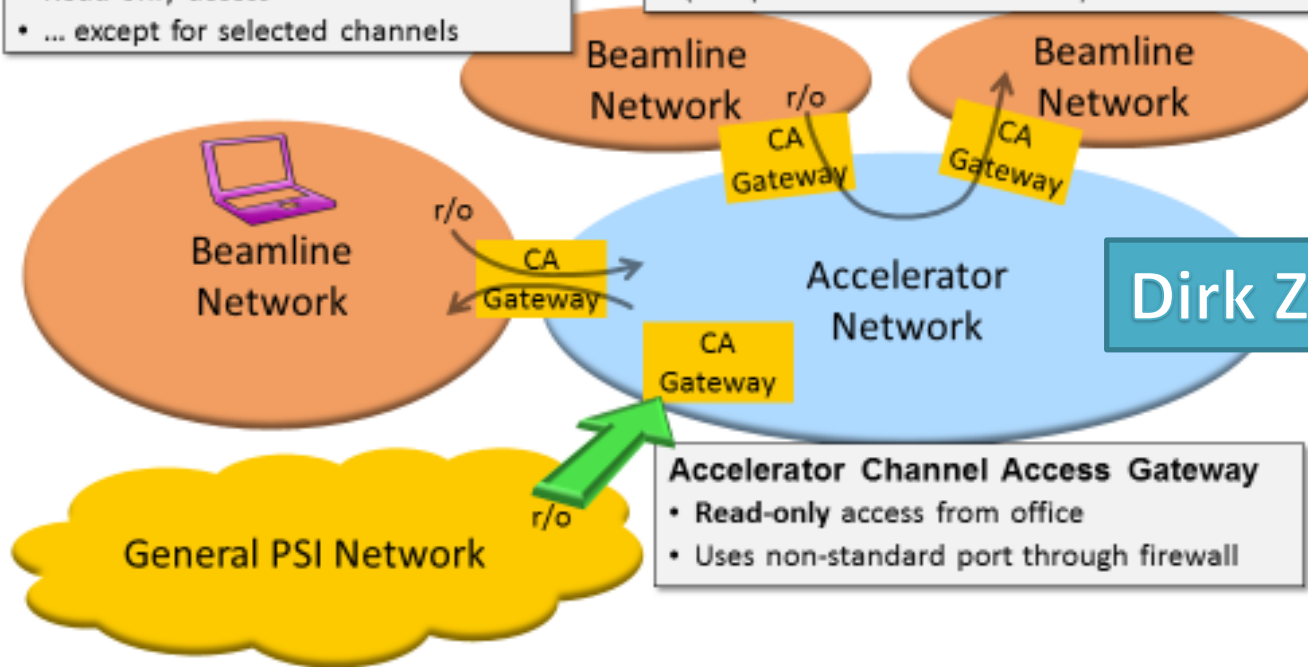 • ... except for selected channels
Beamline
Network
r/o
CA
Gateway
Beamline
Network
CA
Gateway
Beamline
Network
r/o
CA
Gateway
Accelerator
Network
Dirk Z
CA
Gateway
General PSI Network
r/o
Accelerator Channel Access Gateway
• Read-only access from office
• Uses non-standard port through firewall